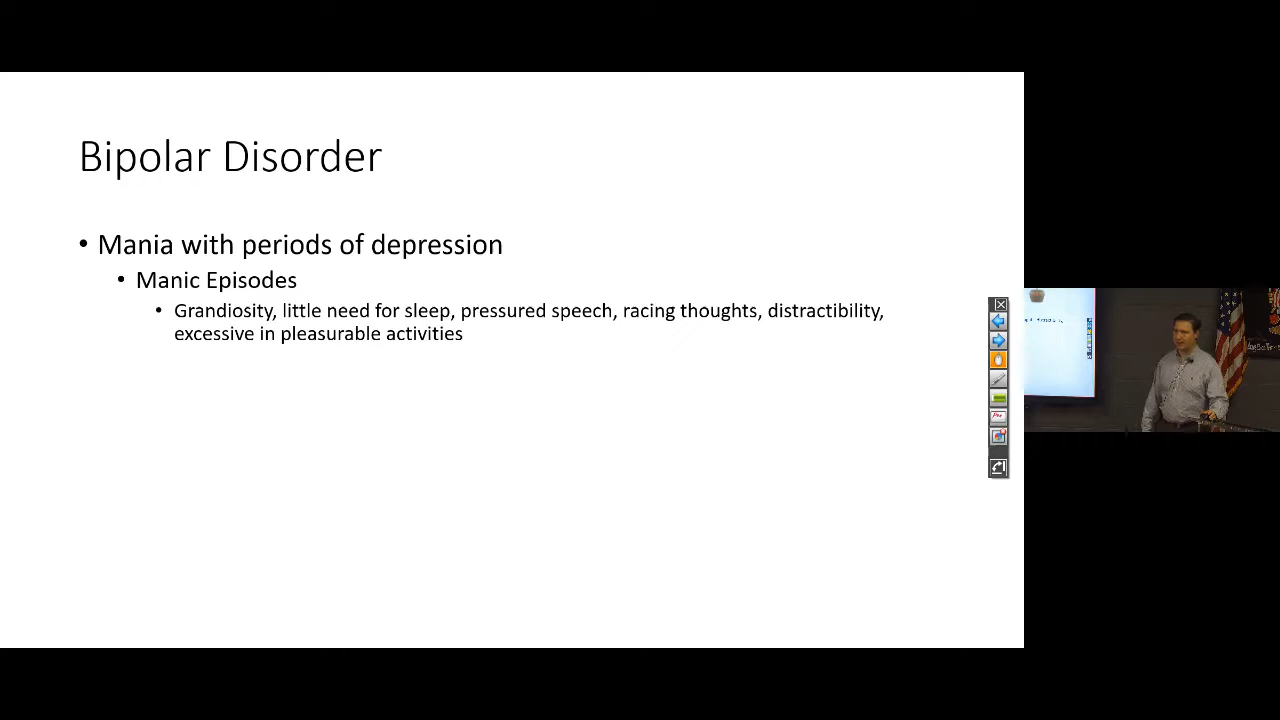 Bipolar Disorder
• Mania with periods of depression
• Manic Episodes
• Grandiosity, little need for sleep, pressured speech, racing thoughts, distractibility,
excessive in pleasurable activities